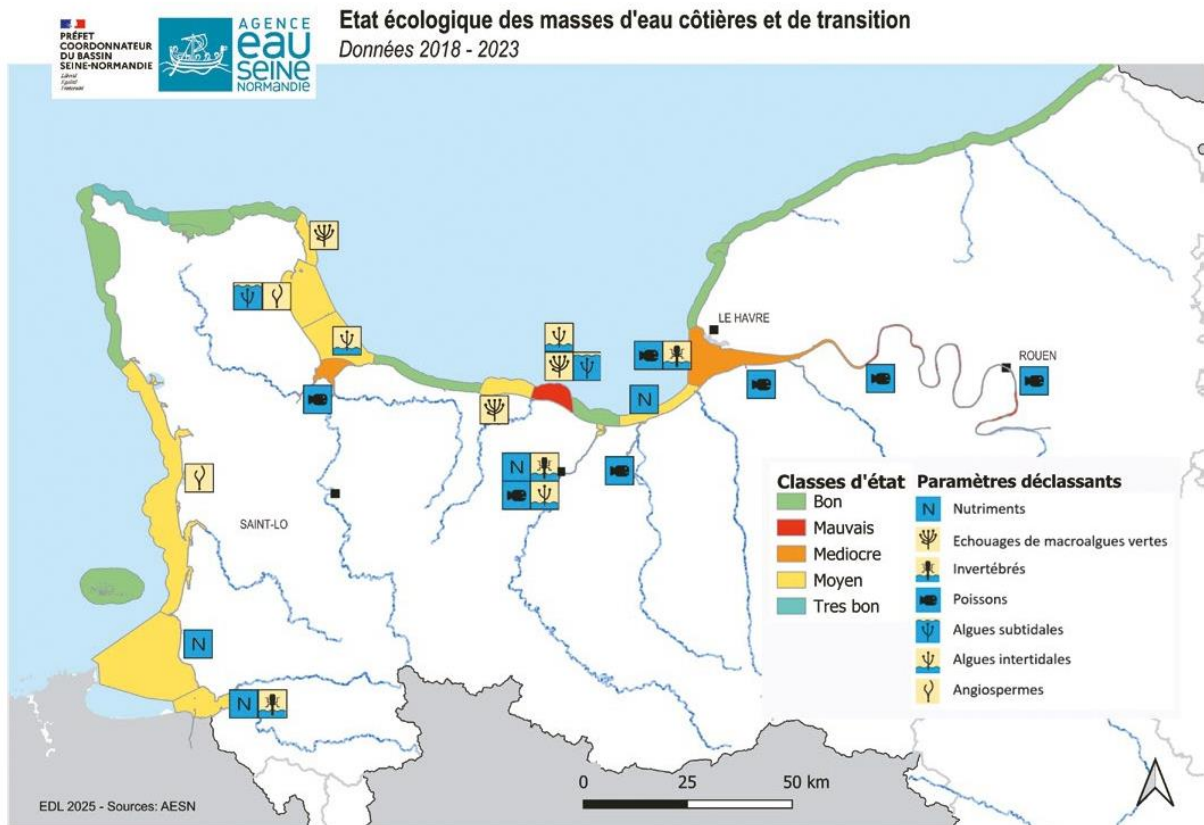 PRÉFET
COORDONNATEUR
DU BASSIN
SEINE-NORMANDIE
Liberté
Égalité
Fraternité
AGENCE
eau
SEINE
NORMANDIE
Etat écologique des masses d'eau côtières et de transition
Données 2018 - 2023
LE HAVRE
ROUEN
SAINT-LO
N
N
N
N
Classes d'état
Bon
Mauvais
Mediocre
Moyen
Tres bon
Paramètres déclassants
N Nutriments
Echouages de macroalgues vertes
Invertébrés
Poissons
Algues subtidales
Algues intertidales
Angiospermes
0 25 50 km
EDL 2025 - Sources: AESN